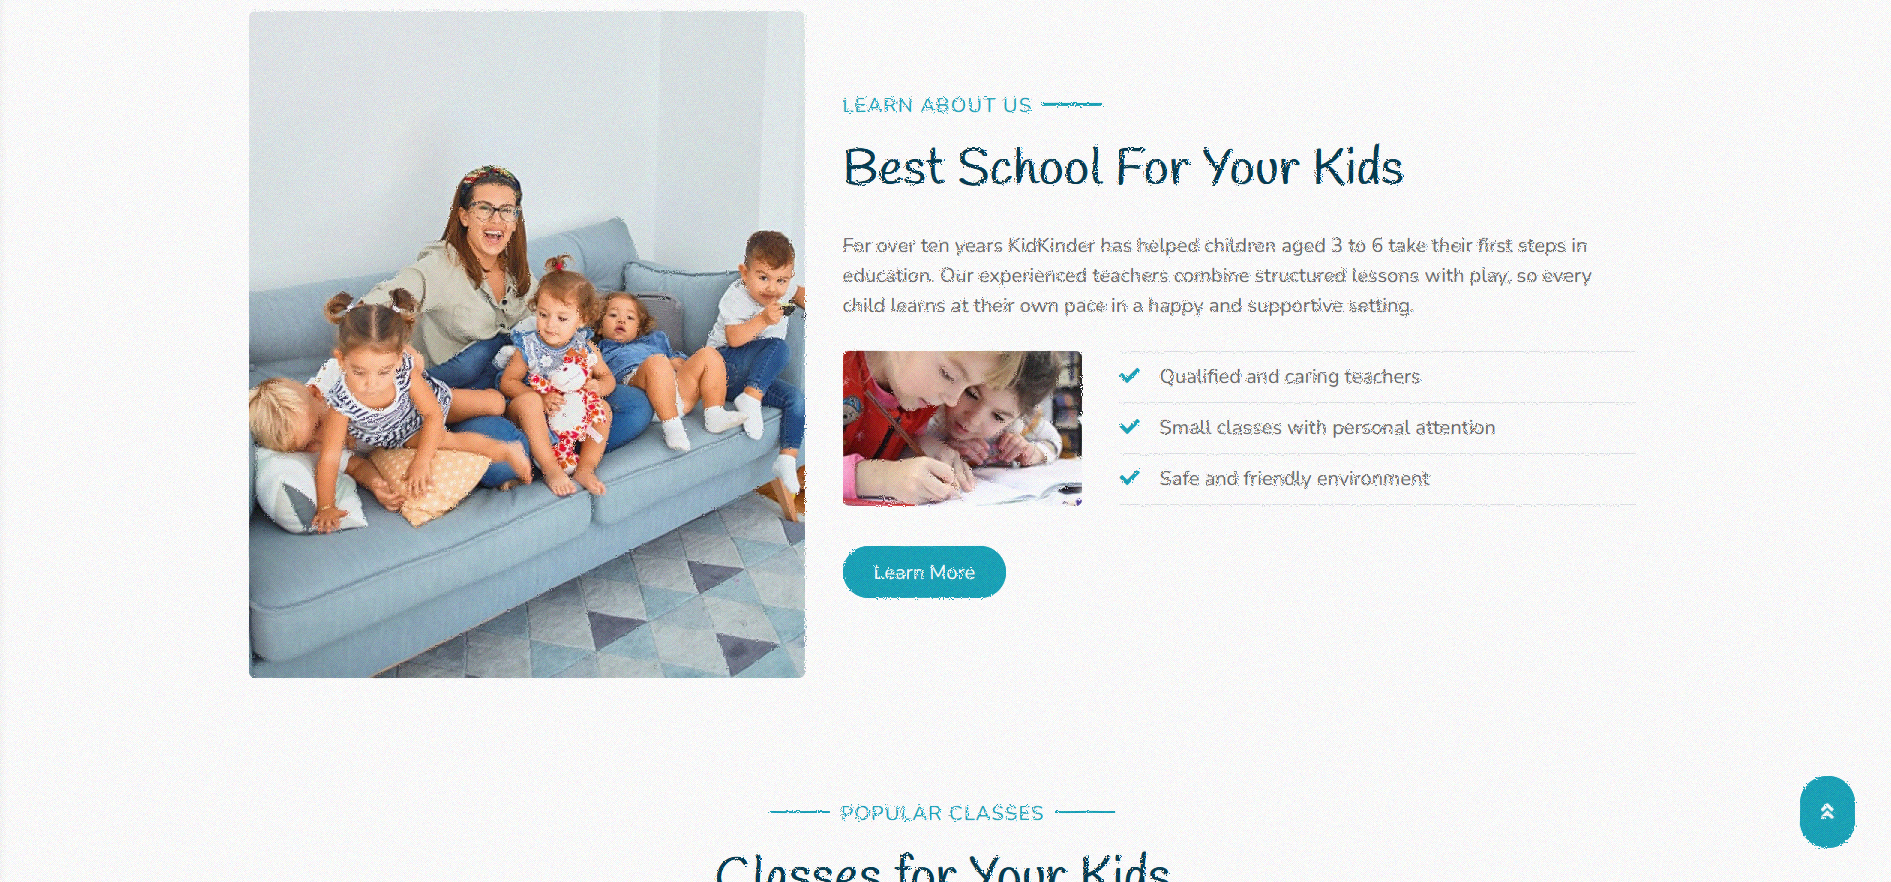 LEARN ABOUT US
Best School For Your Kids
For over ten years KidKinder has helped children aged 3 to 6 take their first steps in
education. Our experienced teachers combine structured lessons with play, so every
child learns at their own pace in a happy and supportive setting.
Qualified and caring teachers
Small classes with personal attention
Safe and friendly environment
Learn More
POPULAR CLASSES
Classes for Your Kids